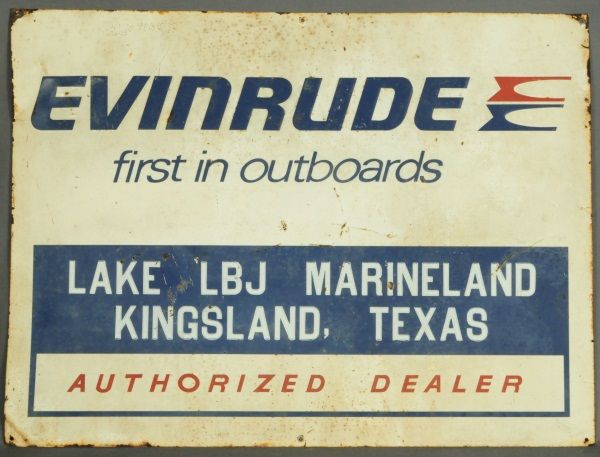 EVINRUDE
first in outboards
LAKE LBJ MARINELAND
KINGSLAND, TEXAS
AUTHORIZED DEALER